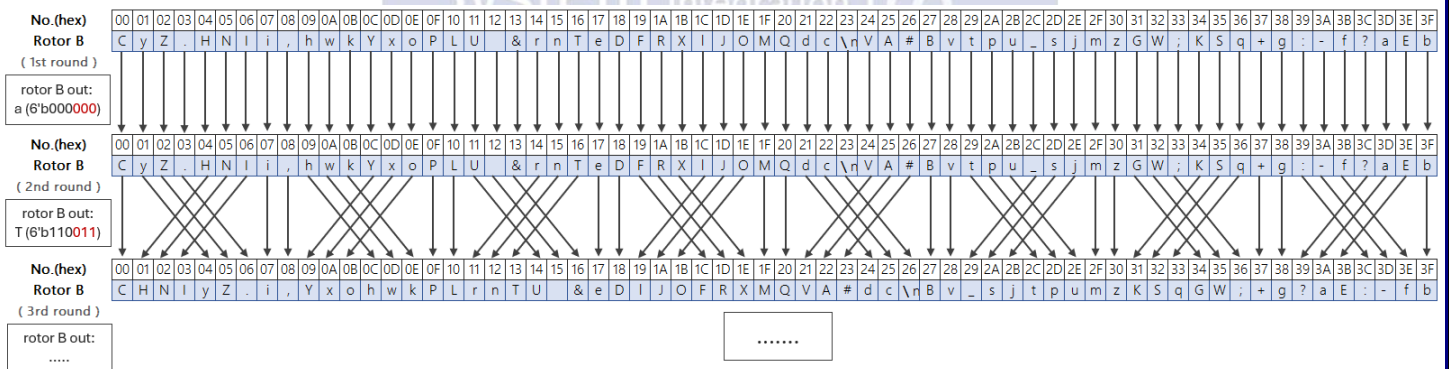 No.(hex) 00 01 02 03 04 05 06 07 08 09 0A 0B 0C 0D 0E 0F 10 11 12 13 14 15 16 17 18 19 1A 1B 1C 1D 1E 1F 20 21 22 23 24 25 26 27 28 29 2A 2B 2C 2D 2E 2F 30 31 32 33 34 35 36 37 38 39 3A 3B 3C 3D 3E 3F
Rotor B C y Z . H N I i , h w k Y x o P L U & r n T e D F R X l J O M Q d c \n V A # B v t p u _ s j m z G W ; K S q + g : - f ? a E b
( 1st round )
rotor B out:
a (6'b000000)
No.(hex) 00 01 02 03 04 05 06 07 08 09 0A 0B 0C 0D 0E 0F 10 11 12 13 14 15 16 17 18 19 1A 1B 1C 1D 1E 1F 20 21 22 23 24 25 26 27 28 29 2A 2B 2C 2D 2E 2F 30 31 32 33 34 35 36 37 38 39 3A 3B 3C 3D 3E 3F
Rotor B C y Z . H N I i , h w k Y x o P L U & r n T e D F R X l J O M Q d c \n V A # B v t p u _ s j m z G W ; K S q + g : - f ? a E b
( 2nd round )
rotor B out:
T (6'b110011)
No.(hex) 00 01 02 03 04 05 06 07 08 09 0A 0B 0C 0D 0E 0F 10 11 12 13 14 15 16 17 18 19 1A 1B 1C 1D 1E 1F 20 21 22 23 24 25 26 27 28 29 2A 2B 2C 2D 2E 2F 30 31 32 33 34 35 36 37 38 39 3A 3B 3C 3D 3E 3F
Rotor B C H N I y Z . i , Y x o h w k P L r n T U & e D l J O F R X M Q V A # d c \n B v _ s j t p u m z K S q G W ; + g ? a E : - f b
( 3rd round )
rotor B out:
.....
.......